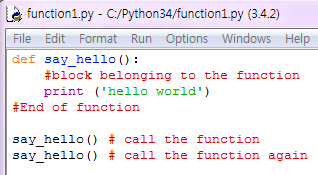 function1.py - C:/Python34/function1.py (3.4.2)
File Edit Format Run Options Windows Help
def say_hello():
    #block belonging to the function
    print ('hello world')
#End of function

say_hello() # call the function
say_hello() # call the function again